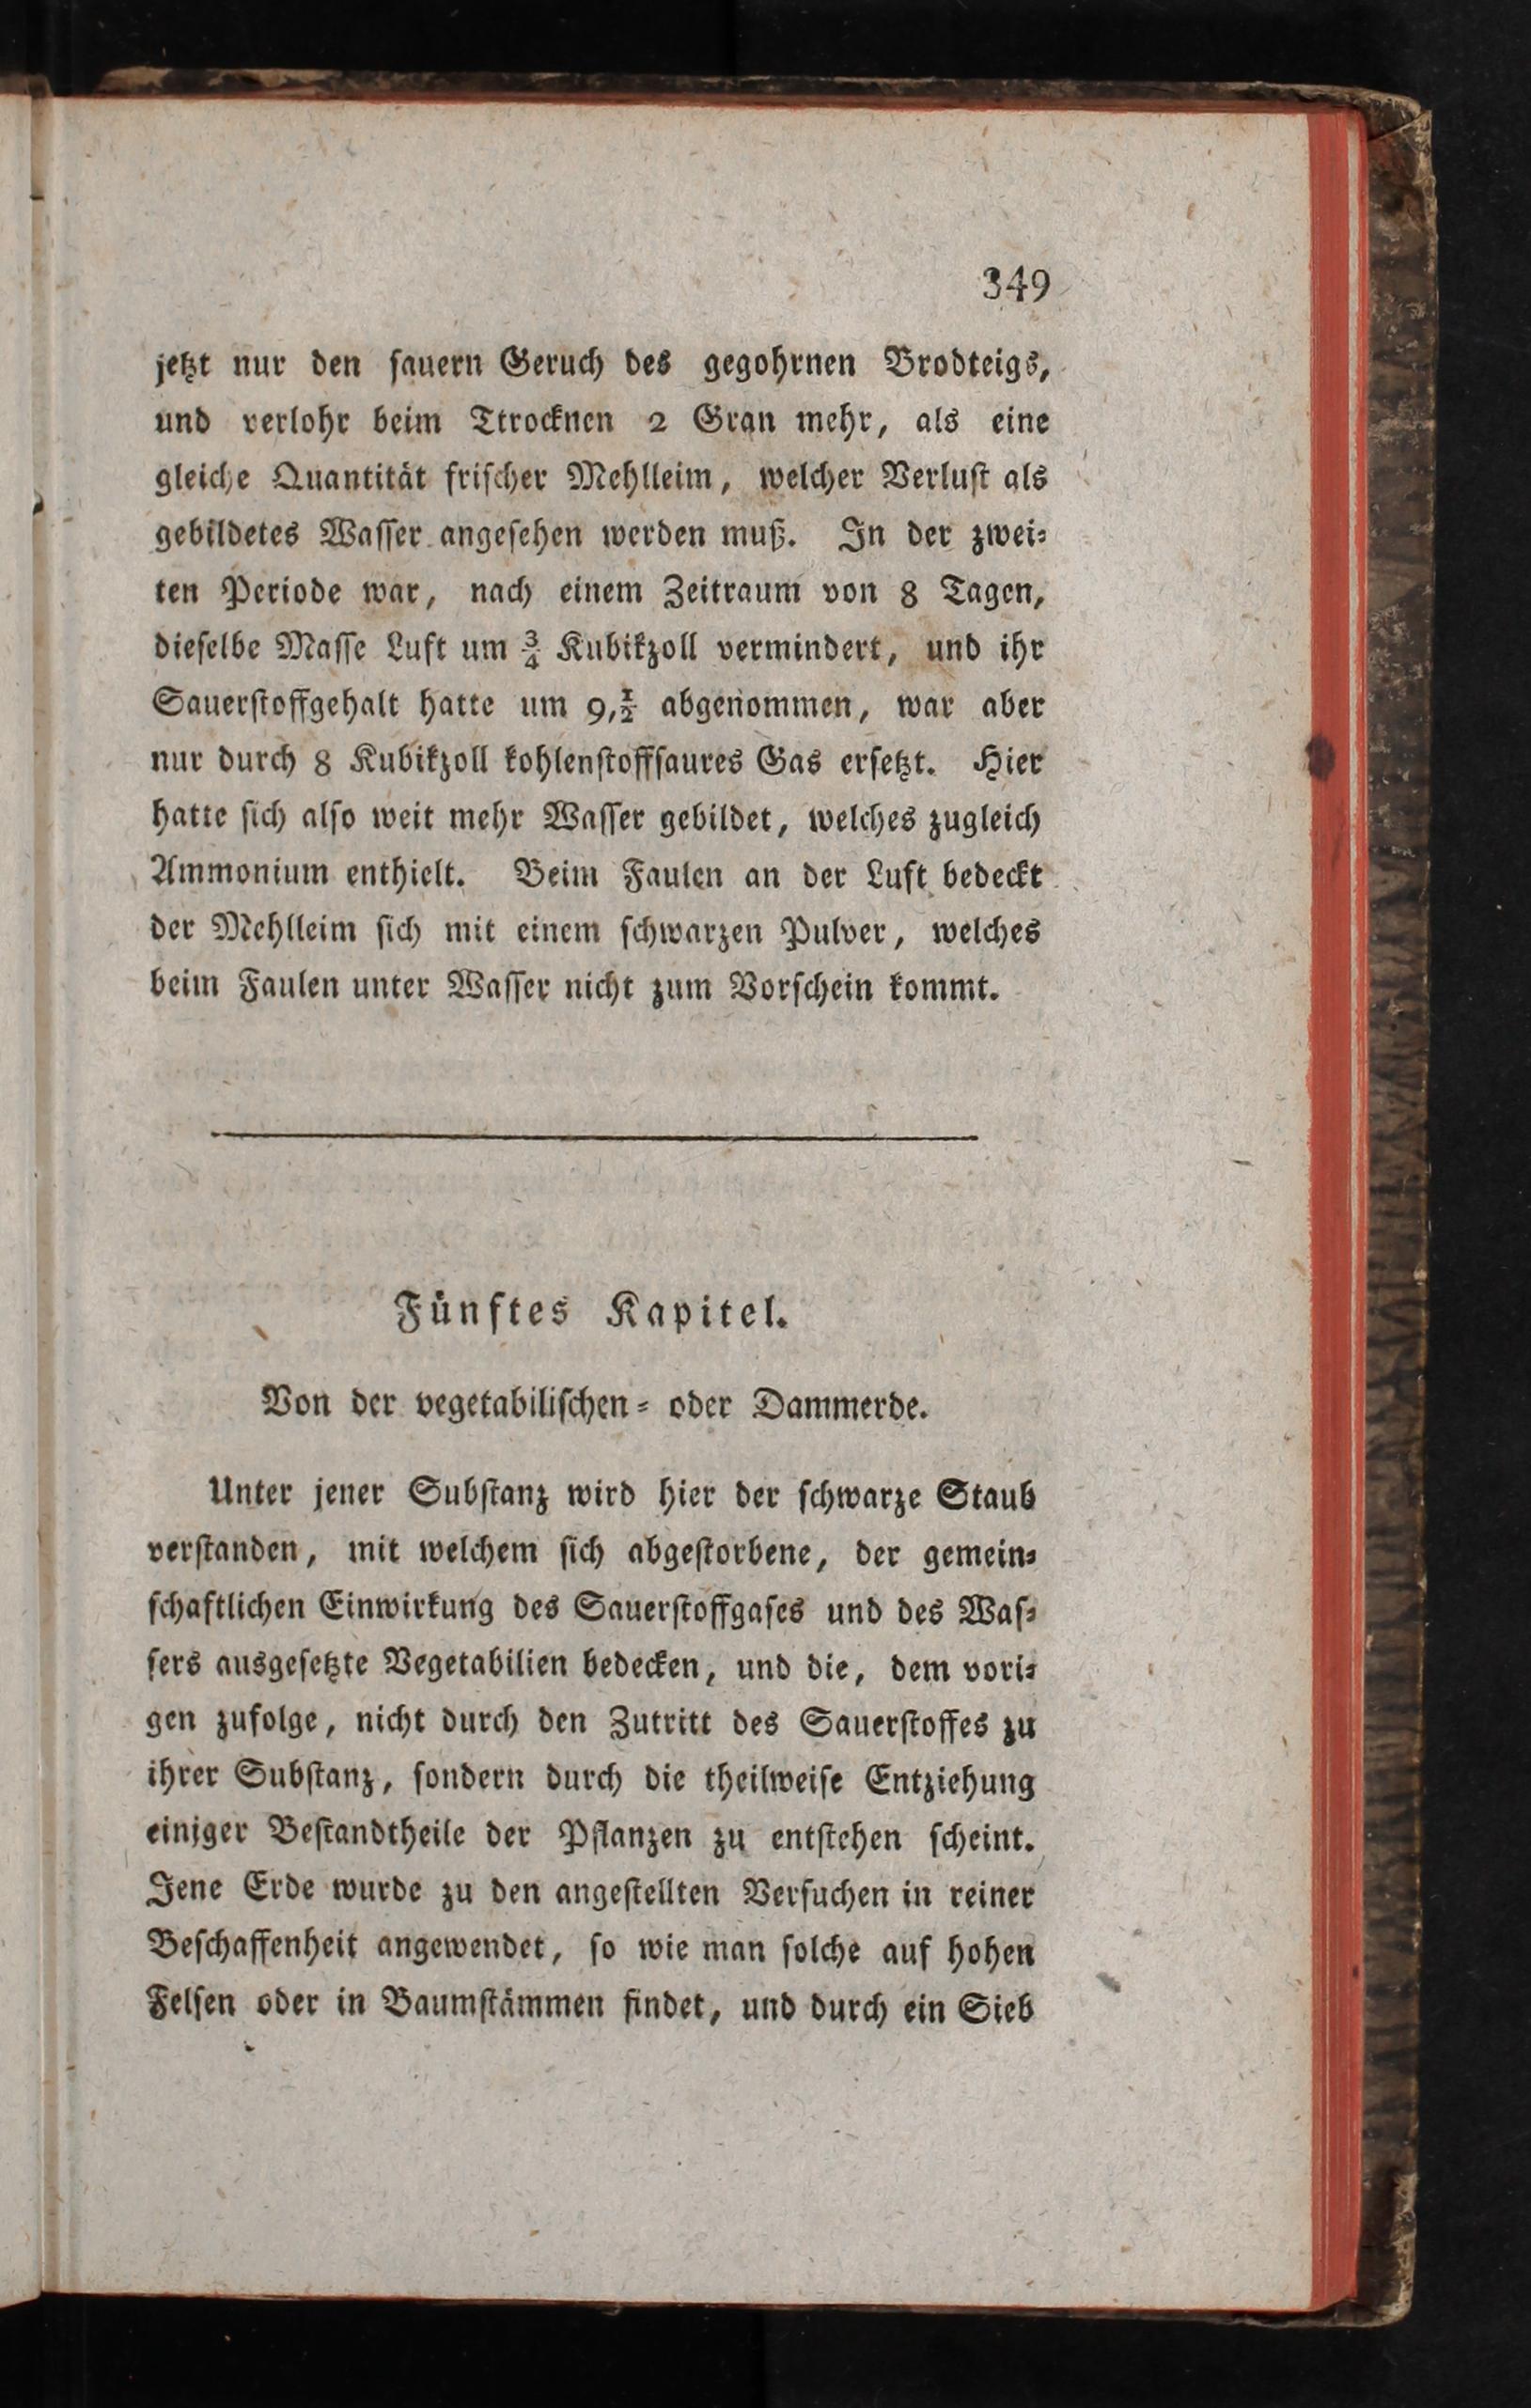 349
jetzt nur den sauern Geruch des gegohrnen Brodteigs,
und verlohr beim Ttrocknen 2 Gran mehr, als eine
gleiche Quantität frischer Mehlleim, welcher Verlust als
gebildetes Wasser angesehen werden muß. In der zwei-
ten Periode war, nach einem Zeitraum von 8 Tagen,
dieselbe Masse Luft um ¾ Kubikzoll vermindert, und ihr
Sauerstoffgehalt hatte um 9,½ abgenommen, war aber
nur durch 8 Kubikzoll kohlenstoffsaures Gas ersetzt. Hier
hatte sich also weit mehr Wasser gebildet, welches zugleich
Ammonium enthielt. Beim Faulen an der Luft bedeckt
der Mehlleim sich mit einem schwarzen Pulver, welches
beim Faulen unter Wasser nicht zum Vorschein kommt.
Fünftes Kapitel.
Von der vegetabilischen- oder Dammerde.
Unter jener Substanz wird hier der schwarze Staub
verstanden, mit welchem sich abgestorbene, der gemein-
schaftlichen Einwirkung des Sauerstoffgases und des Was-
sers ausgesetzte Vegetabilien bedecken, und die, dem vori-
gen zufolge, nicht durch den Zutritt des Sauerstoffes zu
ihrer Substanz, sondern durch die theilweise Entziehung
einiger Bestandtheile der Pflanzen zu entstehen scheint.
Jene Erde wurde zu den angestellten Versuchen in reiner
Beschaffenheit angewendet, so wie man solche auf hohen
Felsen oder in Baumstämmen findet, und durch ein Sieb